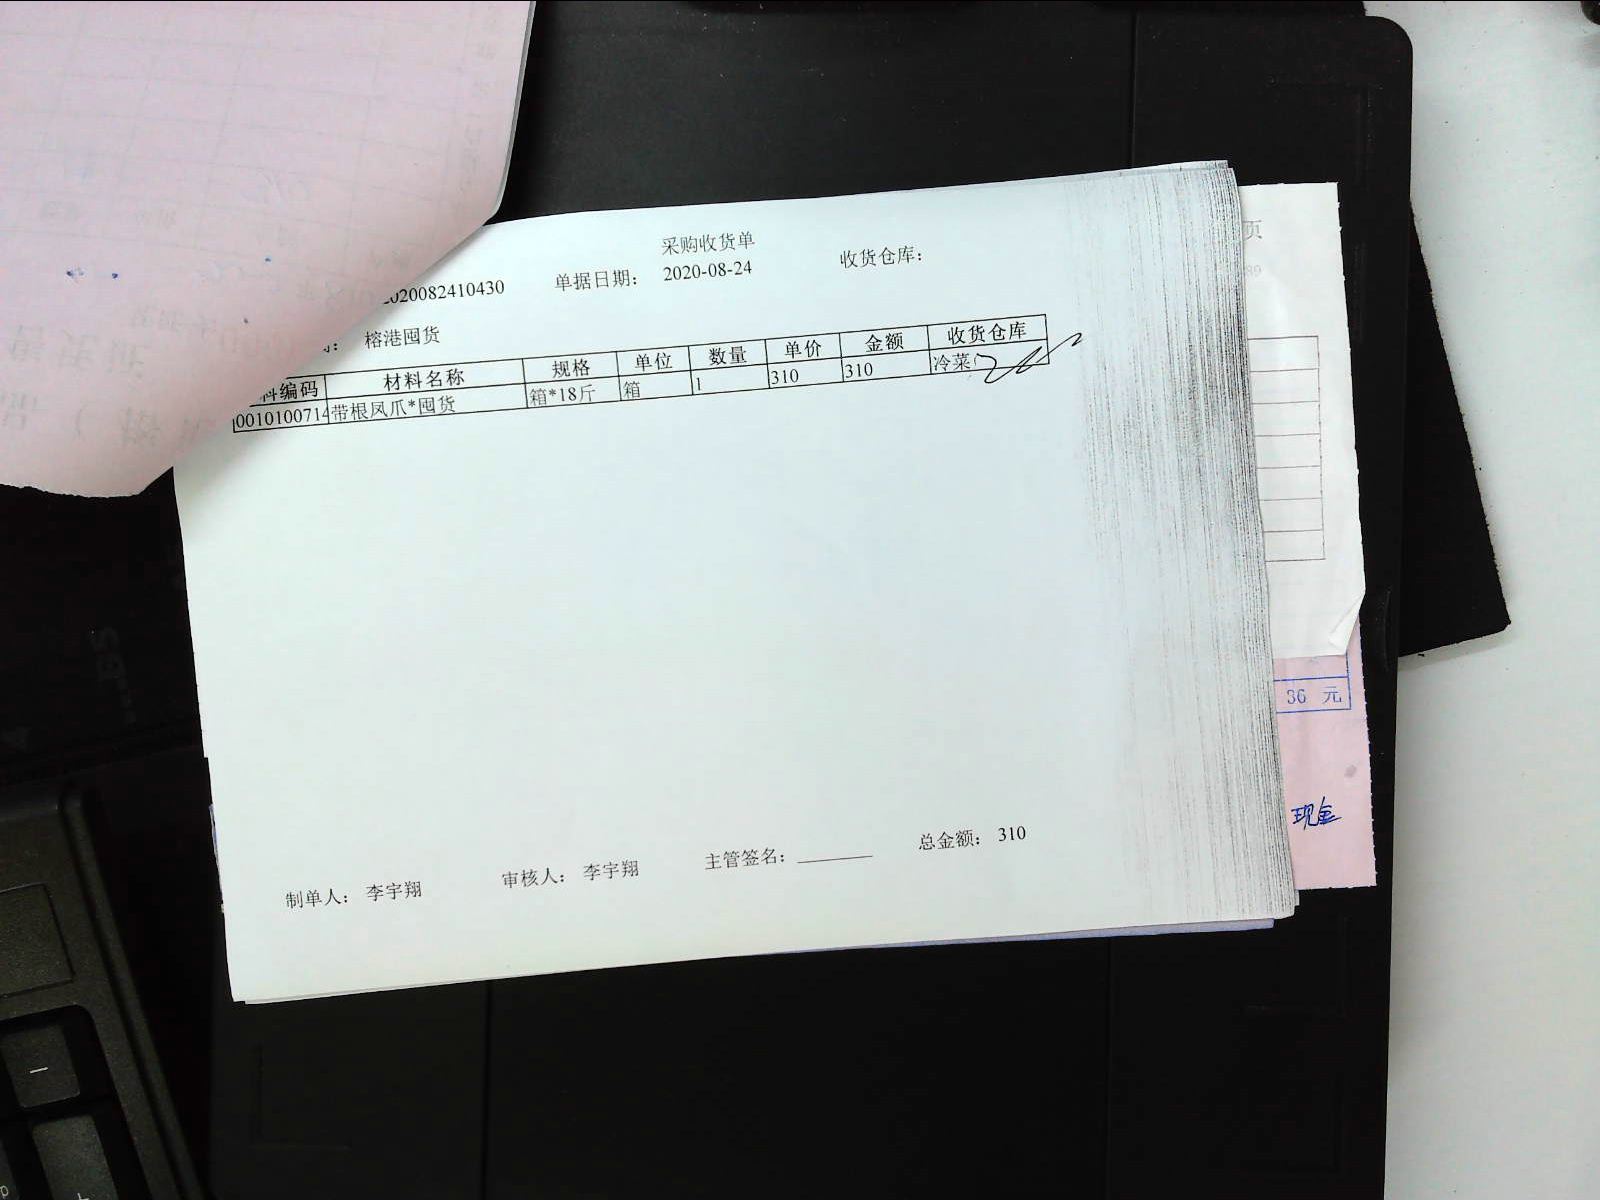 采购收货单
2020082410430 单据日期: 2020-08-24 收货仓库:
榕港囤货
料编码 材料名称 规格 单位 数量 单价 金额 收货仓库
0010100714 带根凤爪*囤货 箱*18斤 箱 1 310 310 冷菜
制单人: 李宇翔 审核人: 李宇翔 主管签名: 总金额: 310
页
89
36 元
现金